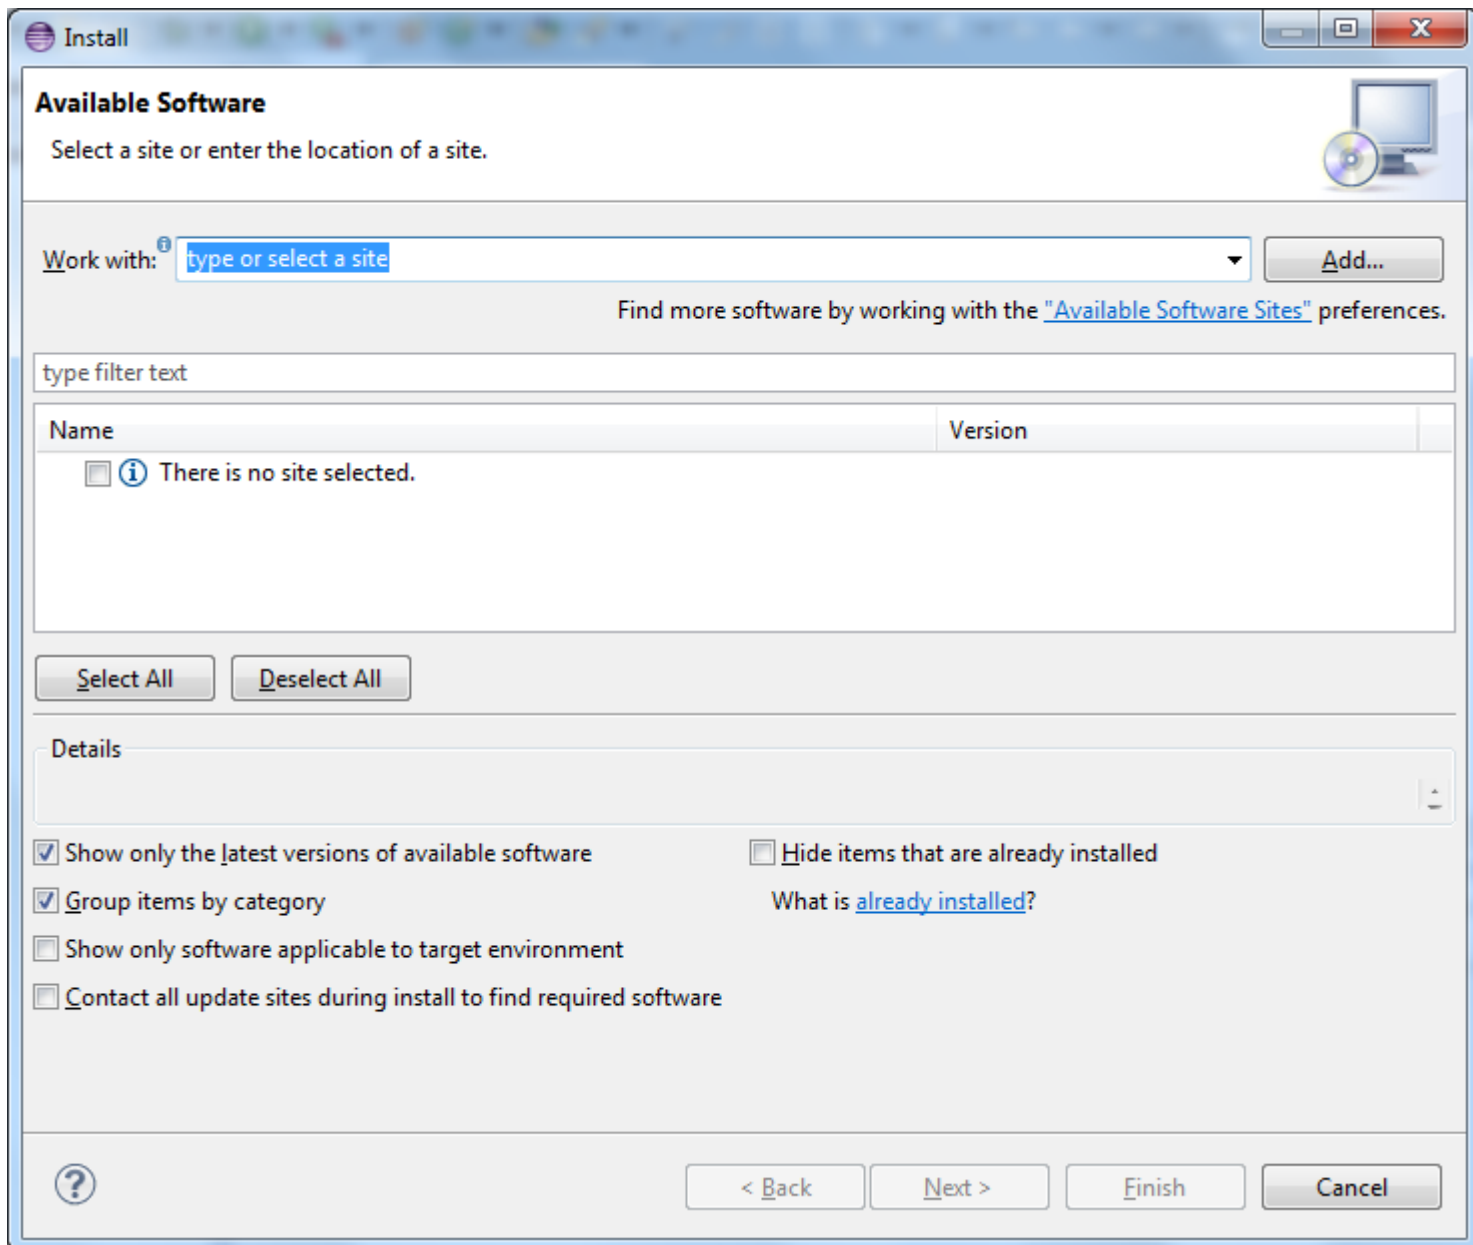 Install
Available Software
Select a site or enter the location of a site.
Work with: type or select a site Add...
Find more software by working with the "Available Software Sites" preferences.
type filter text
Name Version
There is no site selected.
Select All Deselect All
Details
Show only the latest versions of available software Hide items that are already installed
Group items by category What is already installed?
Show only software applicable to target environment
Contact all update sites during install to find required software
< Back Next > Finish Cancel